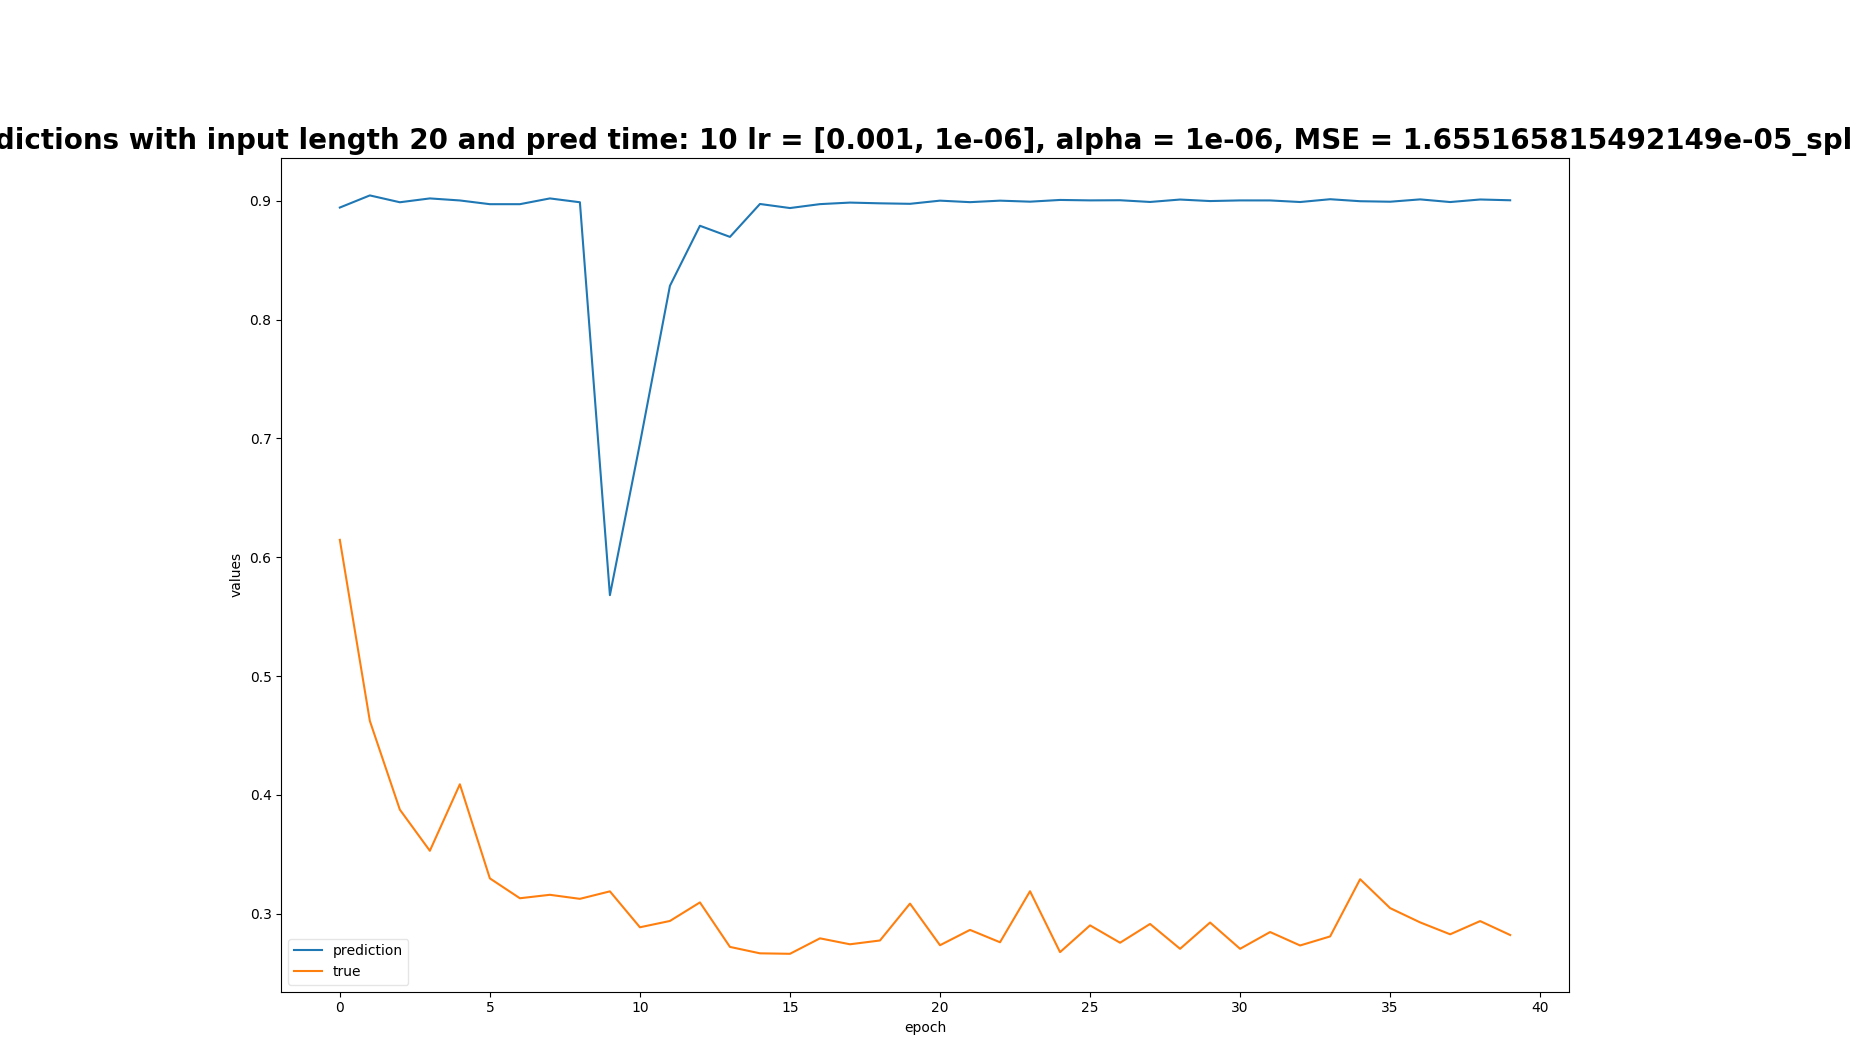 dictions with input length 20 and pred time: 10 lr = [0.001, 1e-06], alpha = 1e-06, MSE = 1.655165815492149e-05_spl
0.9
0.8
0.7
0.6
0.5
0.4
0.3
values
prediction
true
0 5 10 15 20 25 30 35 40
epoch